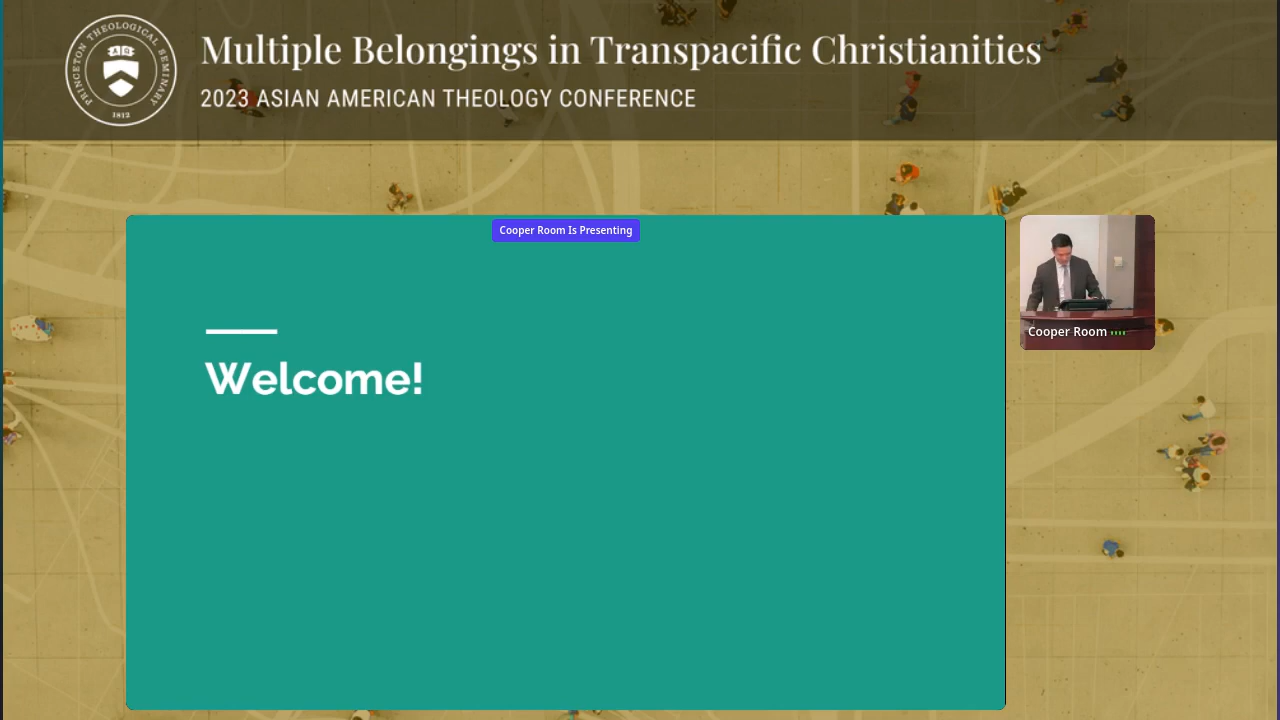 PRINCETON THEOLOGICAL SEMINARY
1812
Multiple Belongings in Transpacific Christianities
2023 ASIAN AMERICAN THEOLOGY CONFERENCE
Cooper Room Is Presenting
Welcome!
Cooper Room